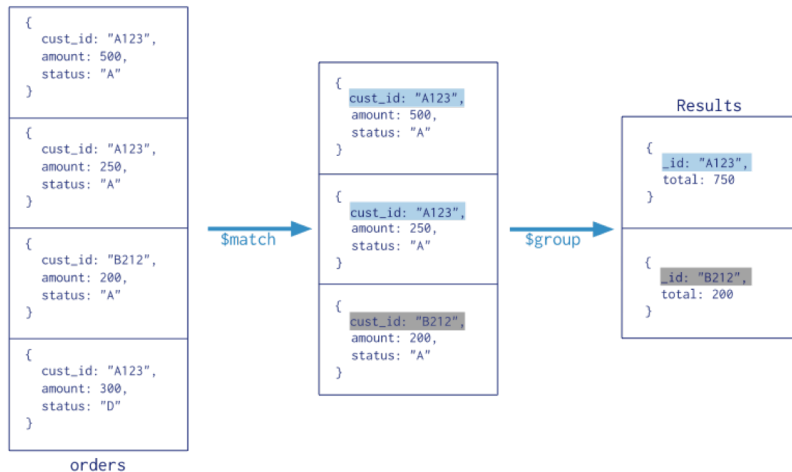 {
cust_id: "A123",
amount: 500,
status: "A"
}
{
cust_id: "A123",
amount: 250,
status: "A"
}
{
cust_id: "B212",
amount: 200,
status: "A"
}
{
cust_id: "A123",
amount: 300,
status: "D"
}
orders
$match
{
cust_id: "A123",
amount: 500,
status: "A"
}
{
cust_id: "A123",
amount: 250,
status: "A"
}
{
cust_id: "B212",
amount: 200,
status: "A"
}
$group
Results
{
_id: "A123",
total: 750
}
{
_id: "B212",
total: 200
}